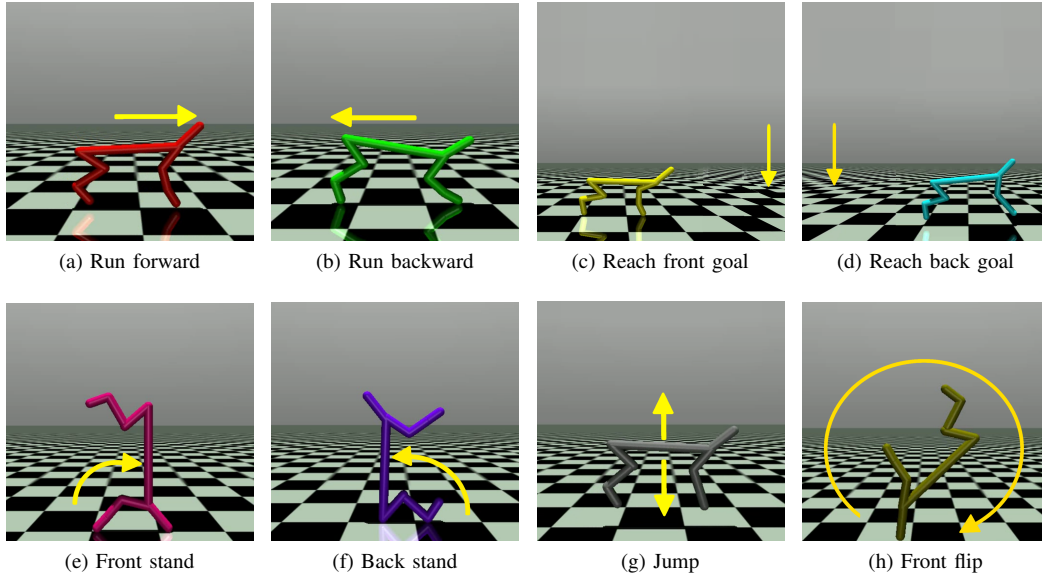 (a) Run forward
(b) Run backward
(c) Reach front goal
(d) Reach back goal
(e) Front stand
(f) Back stand
(g) Jump
(h) Front flip